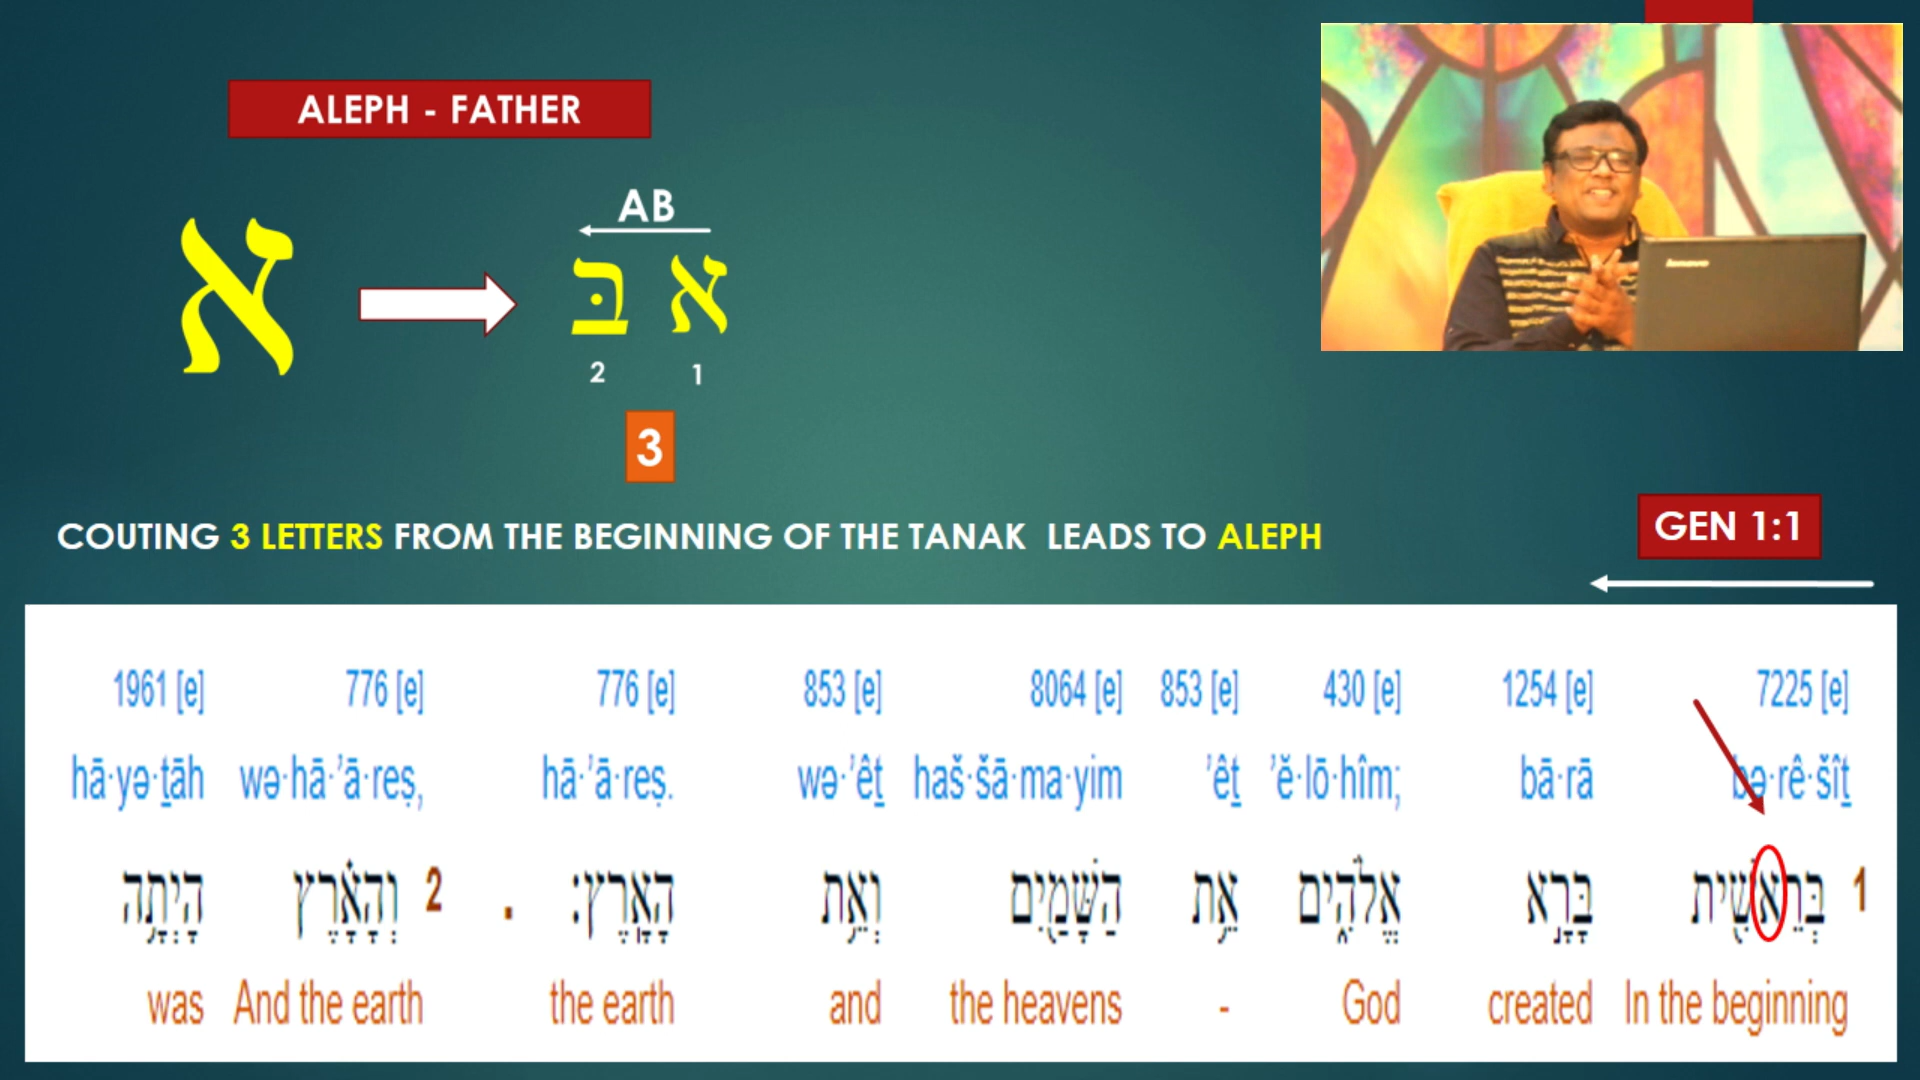 ALEPH - FATHER
AB
א
בּ א
2 1
3
COUTING 3 LETTERS FROM THE BEGINNING OF THE TANAK LEADS TO ALEPH
GEN 1:1
lenovo
1961 [e] 776 [e] 776 [e] 853 [e] 8064 [e] 853 [e] 430 [e] 1254 [e] 7225 [e]
hā·yə·ṯāh wə·hā·’ā·reṣ, hā·’ā·reṣ. wə·’êṯ haš·šā·ma·yim ’êṯ ’ĕ·lō·hîm; bā·rā bə·rê·šîṯ
1 בְּרֵאשִׁ֖ית בָּרָ֣א אֱלֹהִ֑ים אֵ֥ת הַשָּׁמַ֖יִם וְאֵ֥ת הָאָֽרֶץ׃ . 2 וְהָאָ֗רֶץ הָיְתָ֥ה
was And the earth the earth and the heavens - God created In the beginning